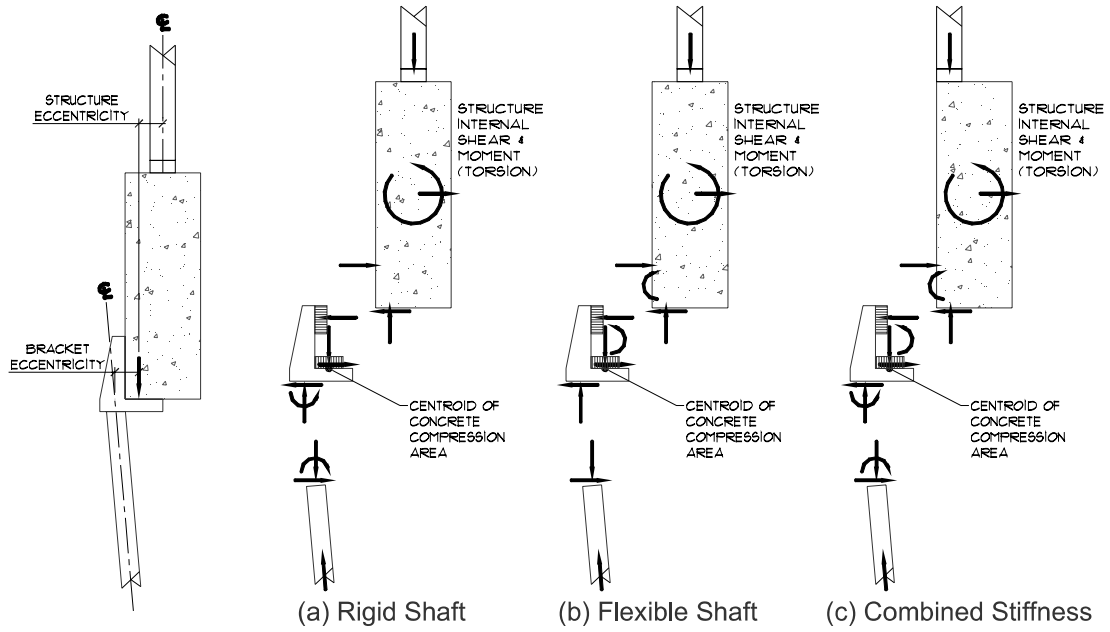 ℄
STRUCTURE
ECCENTRICITY
℄
BRACKET
ECCENTRICITY
STRUCTURE
INTERNAL
SHEAR &
MOMENT
(TORSION)
CENTROID OF
CONCRETE
COMPRESSION
AREA
(a) Rigid Shaft
STRUCTURE
INTERNAL
SHEAR &
MOMENT
(TORSION)
CENTROID OF
CONCRETE
COMPRESSION
AREA
(b) Flexible Shaft
STRUCTURE
INTERNAL
SHEAR &
MOMENT
(TORSION)
CENTROID OF
CONCRETE
COMPRESSION
AREA
(c) Combined Stiffness